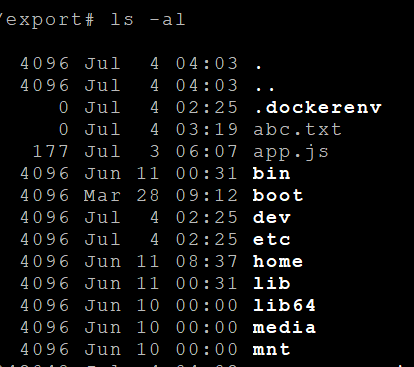 /export# ls -al
4096 Jul 4 04:03 .
4096 Jul 4 04:03 ..
0 Jul 4 02:25 .dockerenv
0 Jul 4 03:19 abc.txt
177 Jul 3 06:07 app.js
4096 Jun 11 00:31 bin
4096 Mar 28 09:12 boot
4096 Jul 4 02:25 dev
4096 Jul 4 02:25 etc
4096 Jun 11 08:37 home
4096 Jun 11 00:31 lib
4096 Jun 10 00:00 lib64
4096 Jun 10 00:00 media
4096 Jun 10 00:00 mnt